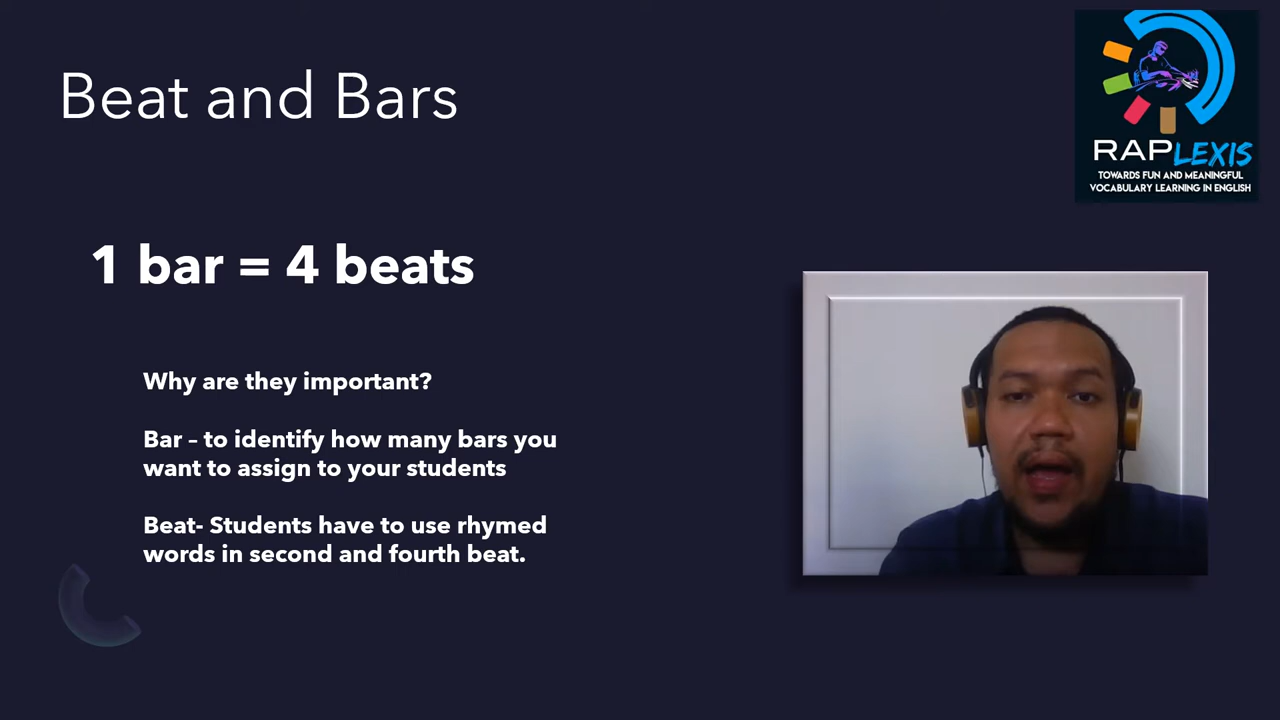 Beat and Bars
RAPLEXIS
TOWARDS FUN AND MEANINGFUL
VOCABULARY LEARNING IN ENGLISH
1 bar = 4 beats
Why are they important?
Bar – to identify how many bars you
want to assign to your students
Beat- Students have to use rhymed
words in second and fourth beat.